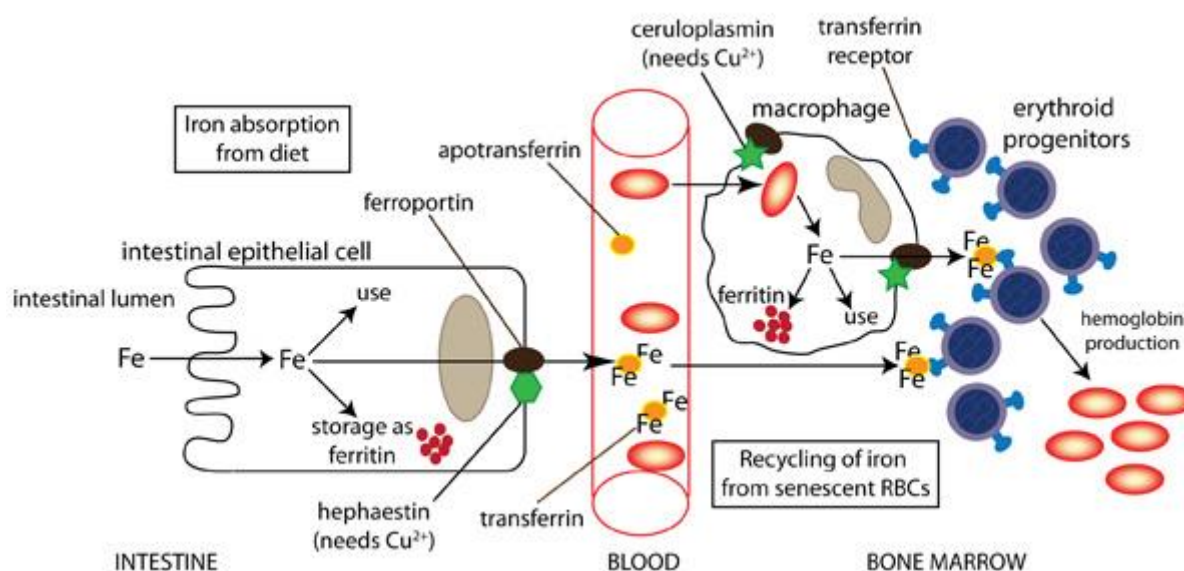 ceruloplasmin
(needs Cu²⁺)
transferrin
receptor
macrophage
erythroid
progenitors
Iron absorption
from diet
apotransferrin
ferroportin
intestinal epithelial cell
intestinal lumen
use
Fe
Fe
storage as
ferritin
hephaestin
(needs Cu²⁺)
Fe
Fe
Fe
Fe
transferrin
Fe
ferritin
use
Fe
Fe
Fe
Fe
hemoglobin
production
Recycling of iron
from senescent RBCs
INTESTINE
BLOOD
BONE MARROW